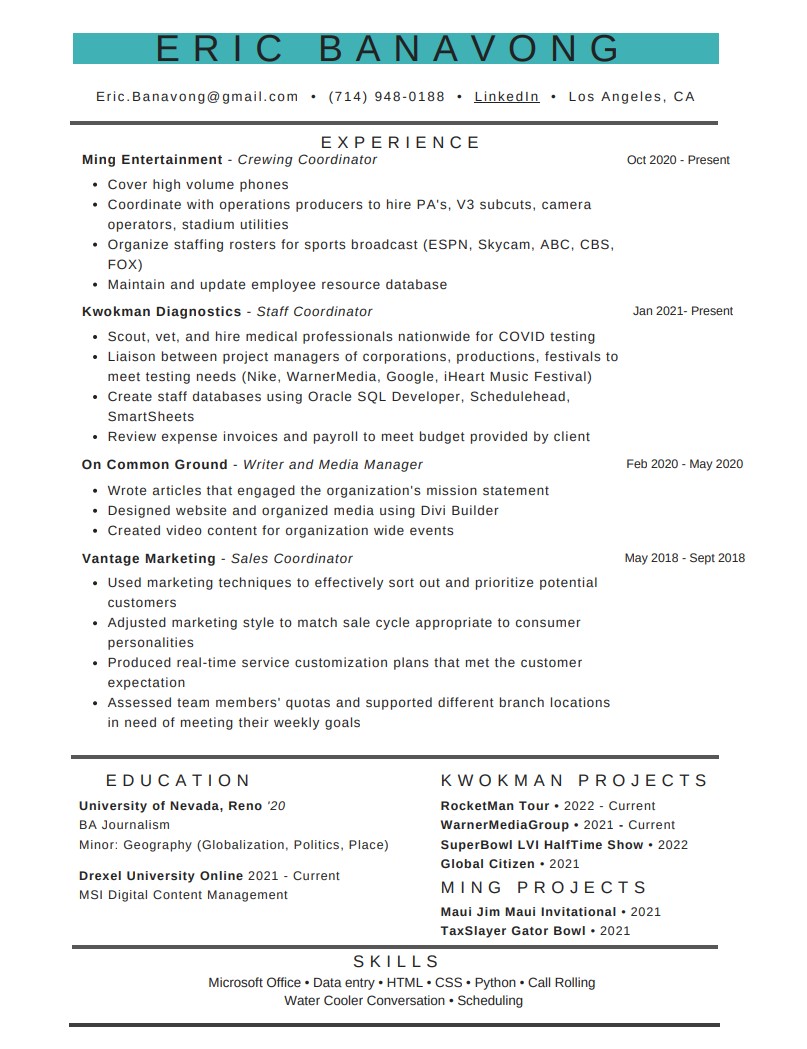 ERIC BANAVONG
Eric.Banavong@gmail.com • (714) 948-0188 • LinkedIn • Los Angeles, CA
EXPERIENCE
Ming Entertainment - Crewing Coordinator Oct 2020 - Present
• Cover high volume phones
• Coordinate with operations producers to hire PA's, V3 subcuts, camera
operators, stadium utilities
• Organize staffing rosters for sports broadcast (ESPN, Skycam, ABC, CBS,
FOX)
• Maintain and update employee resource database
Kwokman Diagnostics - Staff Coordinator Jan 2021- Present
• Scout, vet, and hire medical professionals nationwide for COVID testing
• Liaison between project managers of corporations, productions, festivals to
meet testing needs (Nike, WarnerMedia, Google, iHeart Music Festival)
• Create staff databases using Oracle SQL Developer, Schedulehead,
SmartSheets
• Review expense invoices and payroll to meet budget provided by client
On Common Ground - Writer and Media Manager Feb 2020 - May 2020
• Wrote articles that engaged the organization's mission statement
• Designed website and organized media using Divi Builder
• Created video content for organization wide events
Vantage Marketing - Sales Coordinator May 2018 - Sept 2018
• Used marketing techniques to effectively sort out and prioritize potential
customers
• Adjusted marketing style to match sale cycle appropriate to consumer
personalities
• Produced real-time service customization plans that met the customer
expectation
• Assessed team members' quotas and supported different branch locations
in need of meeting their weekly goals
EDUCATION
University of Nevada, Reno '20
BA Journalism
Minor: Geography (Globalization, Politics, Place)
Drexel University Online 2021 - Current
MSI Digital Content Management
KWOKMAN PROJECTS
RocketMan Tour • 2022 - Current
WarnerMediaGroup • 2021 - Current
SuperBowl LVI HalfTime Show • 2022
Global Citizen • 2021
MING PROJECTS
Maui Jim Maui Invitational • 2021
TaxSlayer Gator Bowl • 2021
SKILLS
Microsoft Office • Data entry • HTML • CSS • Python • Call Rolling
Water Cooler Conversation • Scheduling